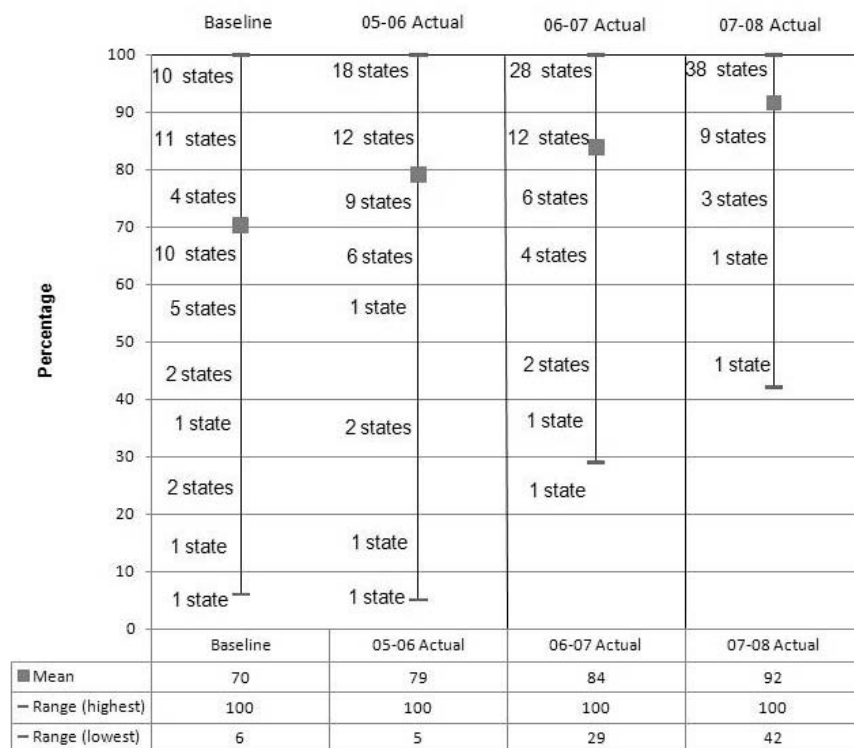 Baseline 05-06 Actual 06-07 Actual 07-08 Actual
Percentage
100
10 states 18 states 28 states 38 states
90
11 states 12 states 12 states 9 states
80
4 states 9 states 6 states 3 states
70
10 states 6 states 4 states 1 state
60
5 states 1 state
50
2 states 2 states 1 state
40
1 state 2 states 1 state
30
2 states 1 state
20
1 state 1 state
10
1 state 1 state
0
Baseline 05-06 Actual 06-07 Actual 07-08 Actual
Mean 70 79 84 92
Range (highest) 100 100 100 100
Range (lowest) 6 5 29 42